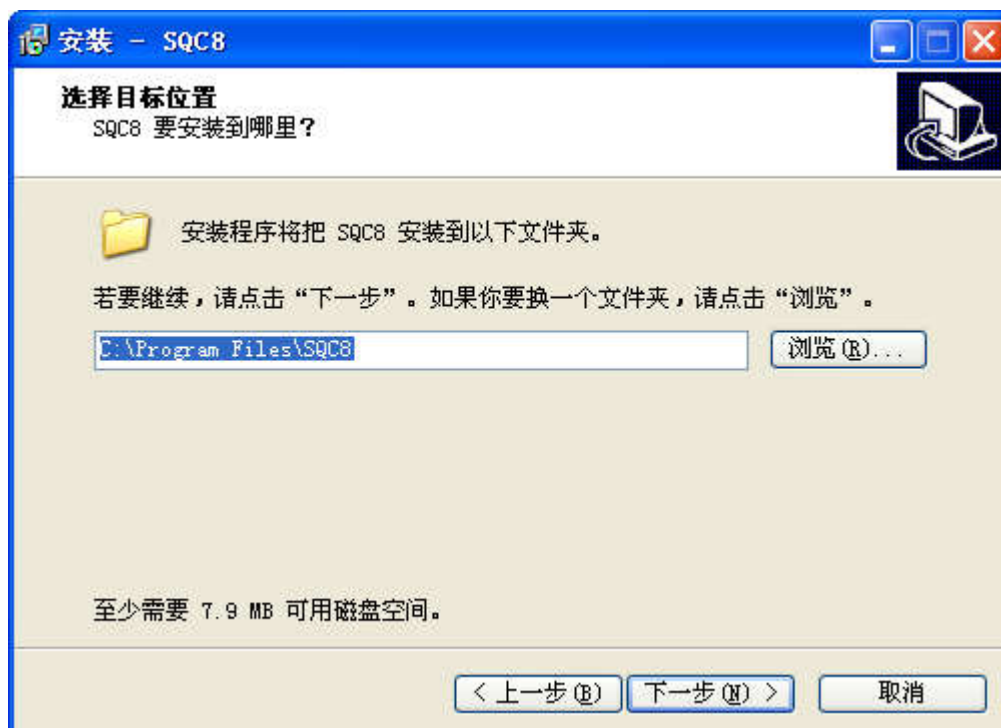 安装 - SQC8
选择目标位置
SQC8 要安装到哪里？
安装程序将把 SQC8 安装到以下文件夹。
若要继续，请点击“下一步”。如果你要换一个文件夹，请点击“浏览”。
C:\Program Files\SQC8
浏览(R)...
至少需要 7.9 MB 可用磁盘空间。
< 上一步(B)
下一步(N) >
取消